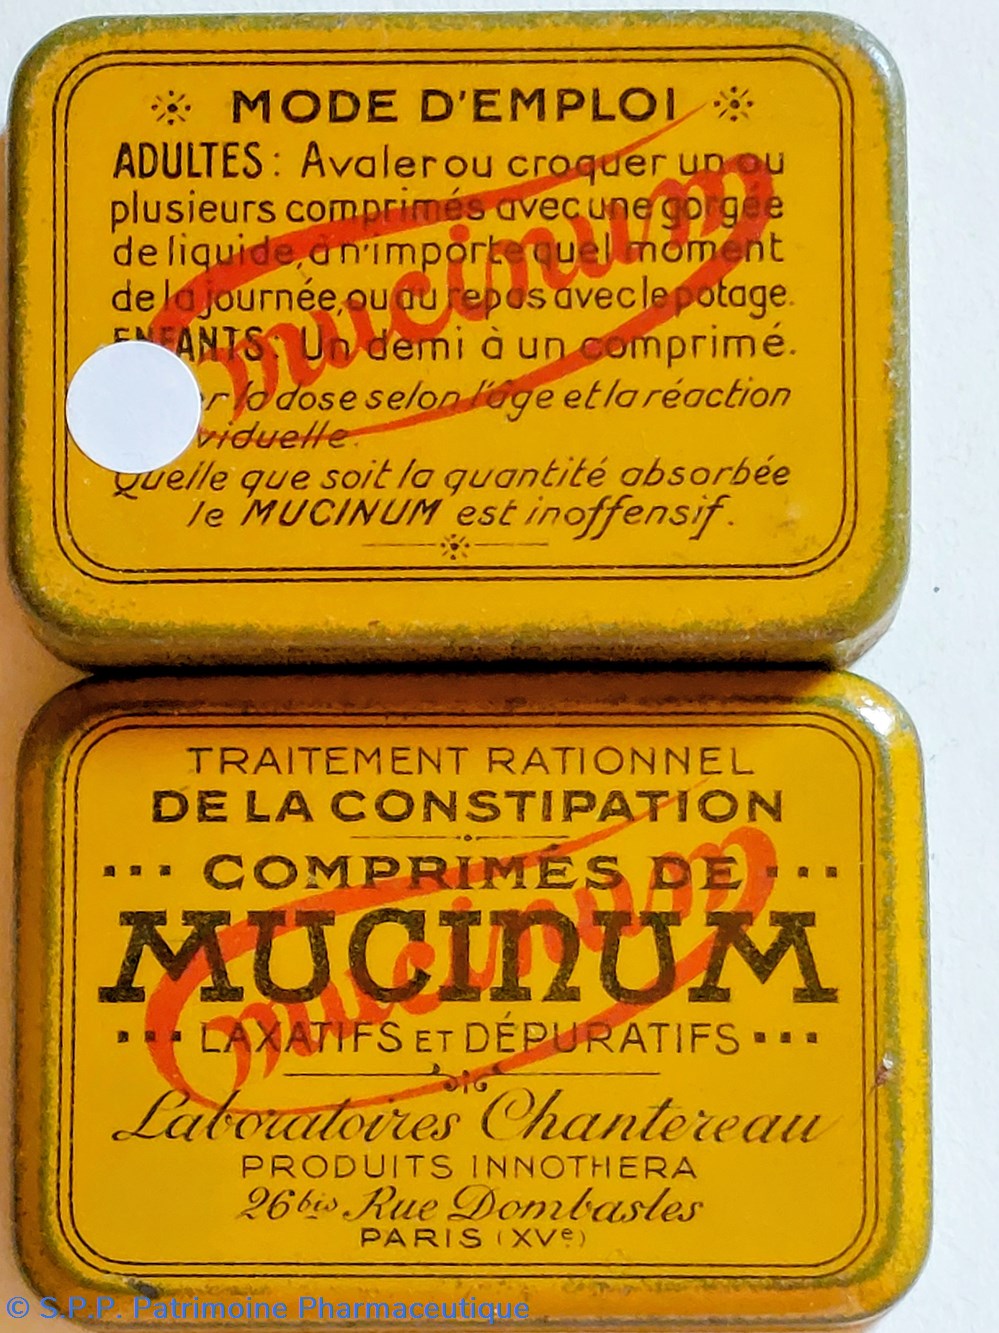 MODE D'EMPLOI
ADULTES: Avaler ou croquer un ou
plusieurs comprimés avec une gorgée
de liquide à n'importe quel moment
de la journée, ou au repas avec le potage.
ENFANTS: Un demi à un comprimé.
la dose selon l'âge et la réaction
Quelle que soit la quantité absorbée
le MUCINUM est inoffensif.
mucinum
TRAITEMENT RATIONNEL
DE LA CONSTIPATION
COMPRIMÉS DE
MUCINUM
mucinum
LAXATIFS ET DÉPURATIFS
Laboratoires Chantereau
PRODUITS INNOTHERA
26bis Rue Dombasles
PARIS (XVe)
© S.P.P. Patrimoine Pharmaceutique